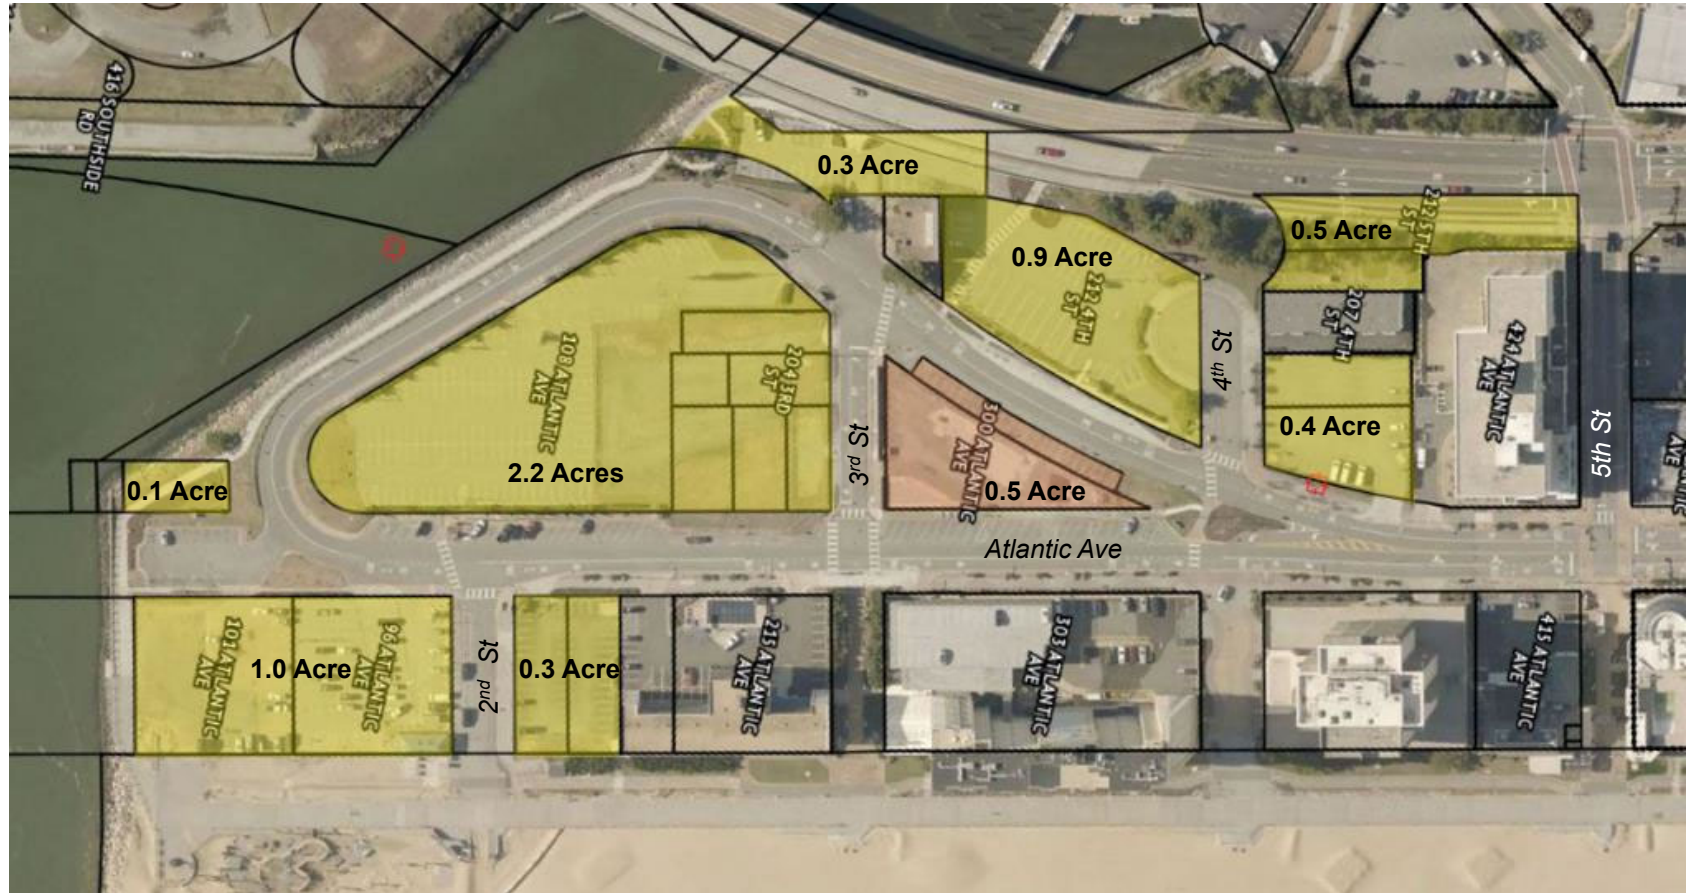 416 SOUTHSIDE
RD
0.3 Acre
0.9 Acre
212 4TH
ST
0.5 Acre
212 5TH
ST
207 4TH
ST
424 ATLANTIC
AVE
108 ATLANTIC
AVE
204 3RD
ST
2.2 Acres
0.1 Acre
3rd St
300 ATLANTIC
AVE
0.5 Acre
4th St
0.4 Acre
5th St
Atlantic Ave
101 ATLANTIC
AVE
1.0 Acre
96 ATLANTIC
AVE
2nd St
0.3 Acre
215 ATLANTIC
AVE
303 ATLANTIC
AVE
415 ATLANTIC
AVE